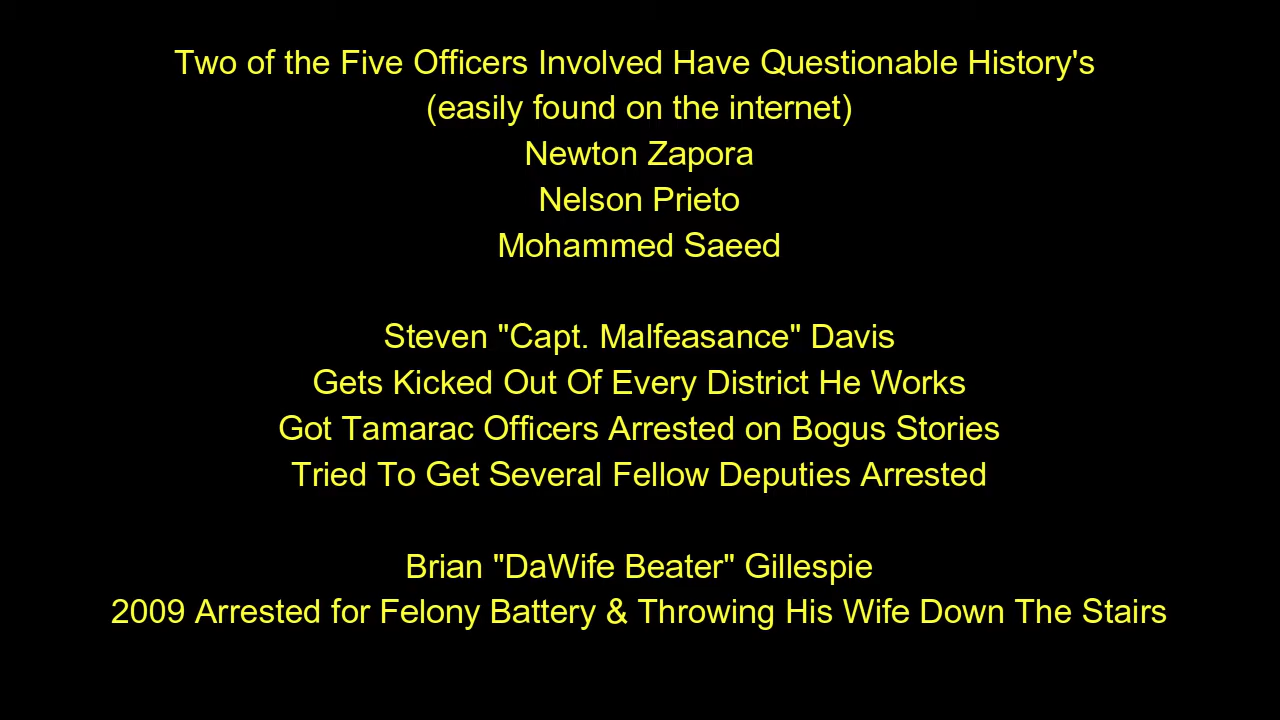 Two of the Five Officers Involved Have Questionable History's
(easily found on the internet)
Newton Zapora
Nelson Prieto
Mohammed Saeed
Steven "Capt. Malfeasance" Davis
Gets Kicked Out Of Every District He Works
Got Tamarac Officers Arrested on Bogus Stories
Tried To Get Several Fellow Deputies Arrested
Brian "DaWife Beater" Gillespie
2009 Arrested for Felony Battery & Throwing His Wife Down The Stairs